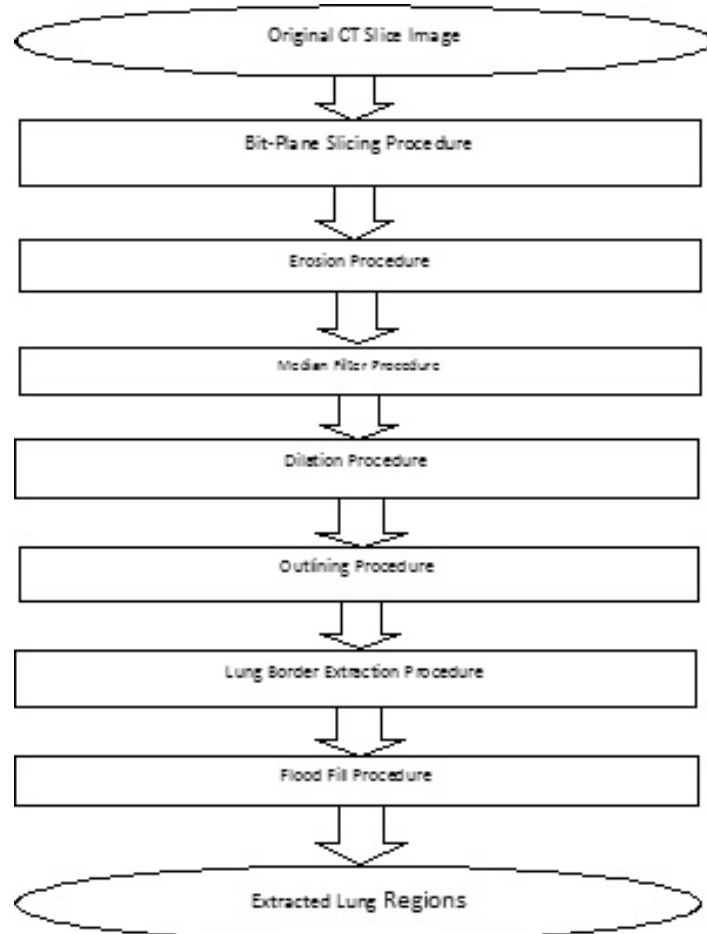 Original CT Slice Image
Bit-Plane Slicing Procedure
Erosion Procedure
Median Filter Procedure
Dilation Procedure
Outlining Procedure
Lung Border Extraction Procedure
Flood Fill Procedure
Extracted Lung Regions